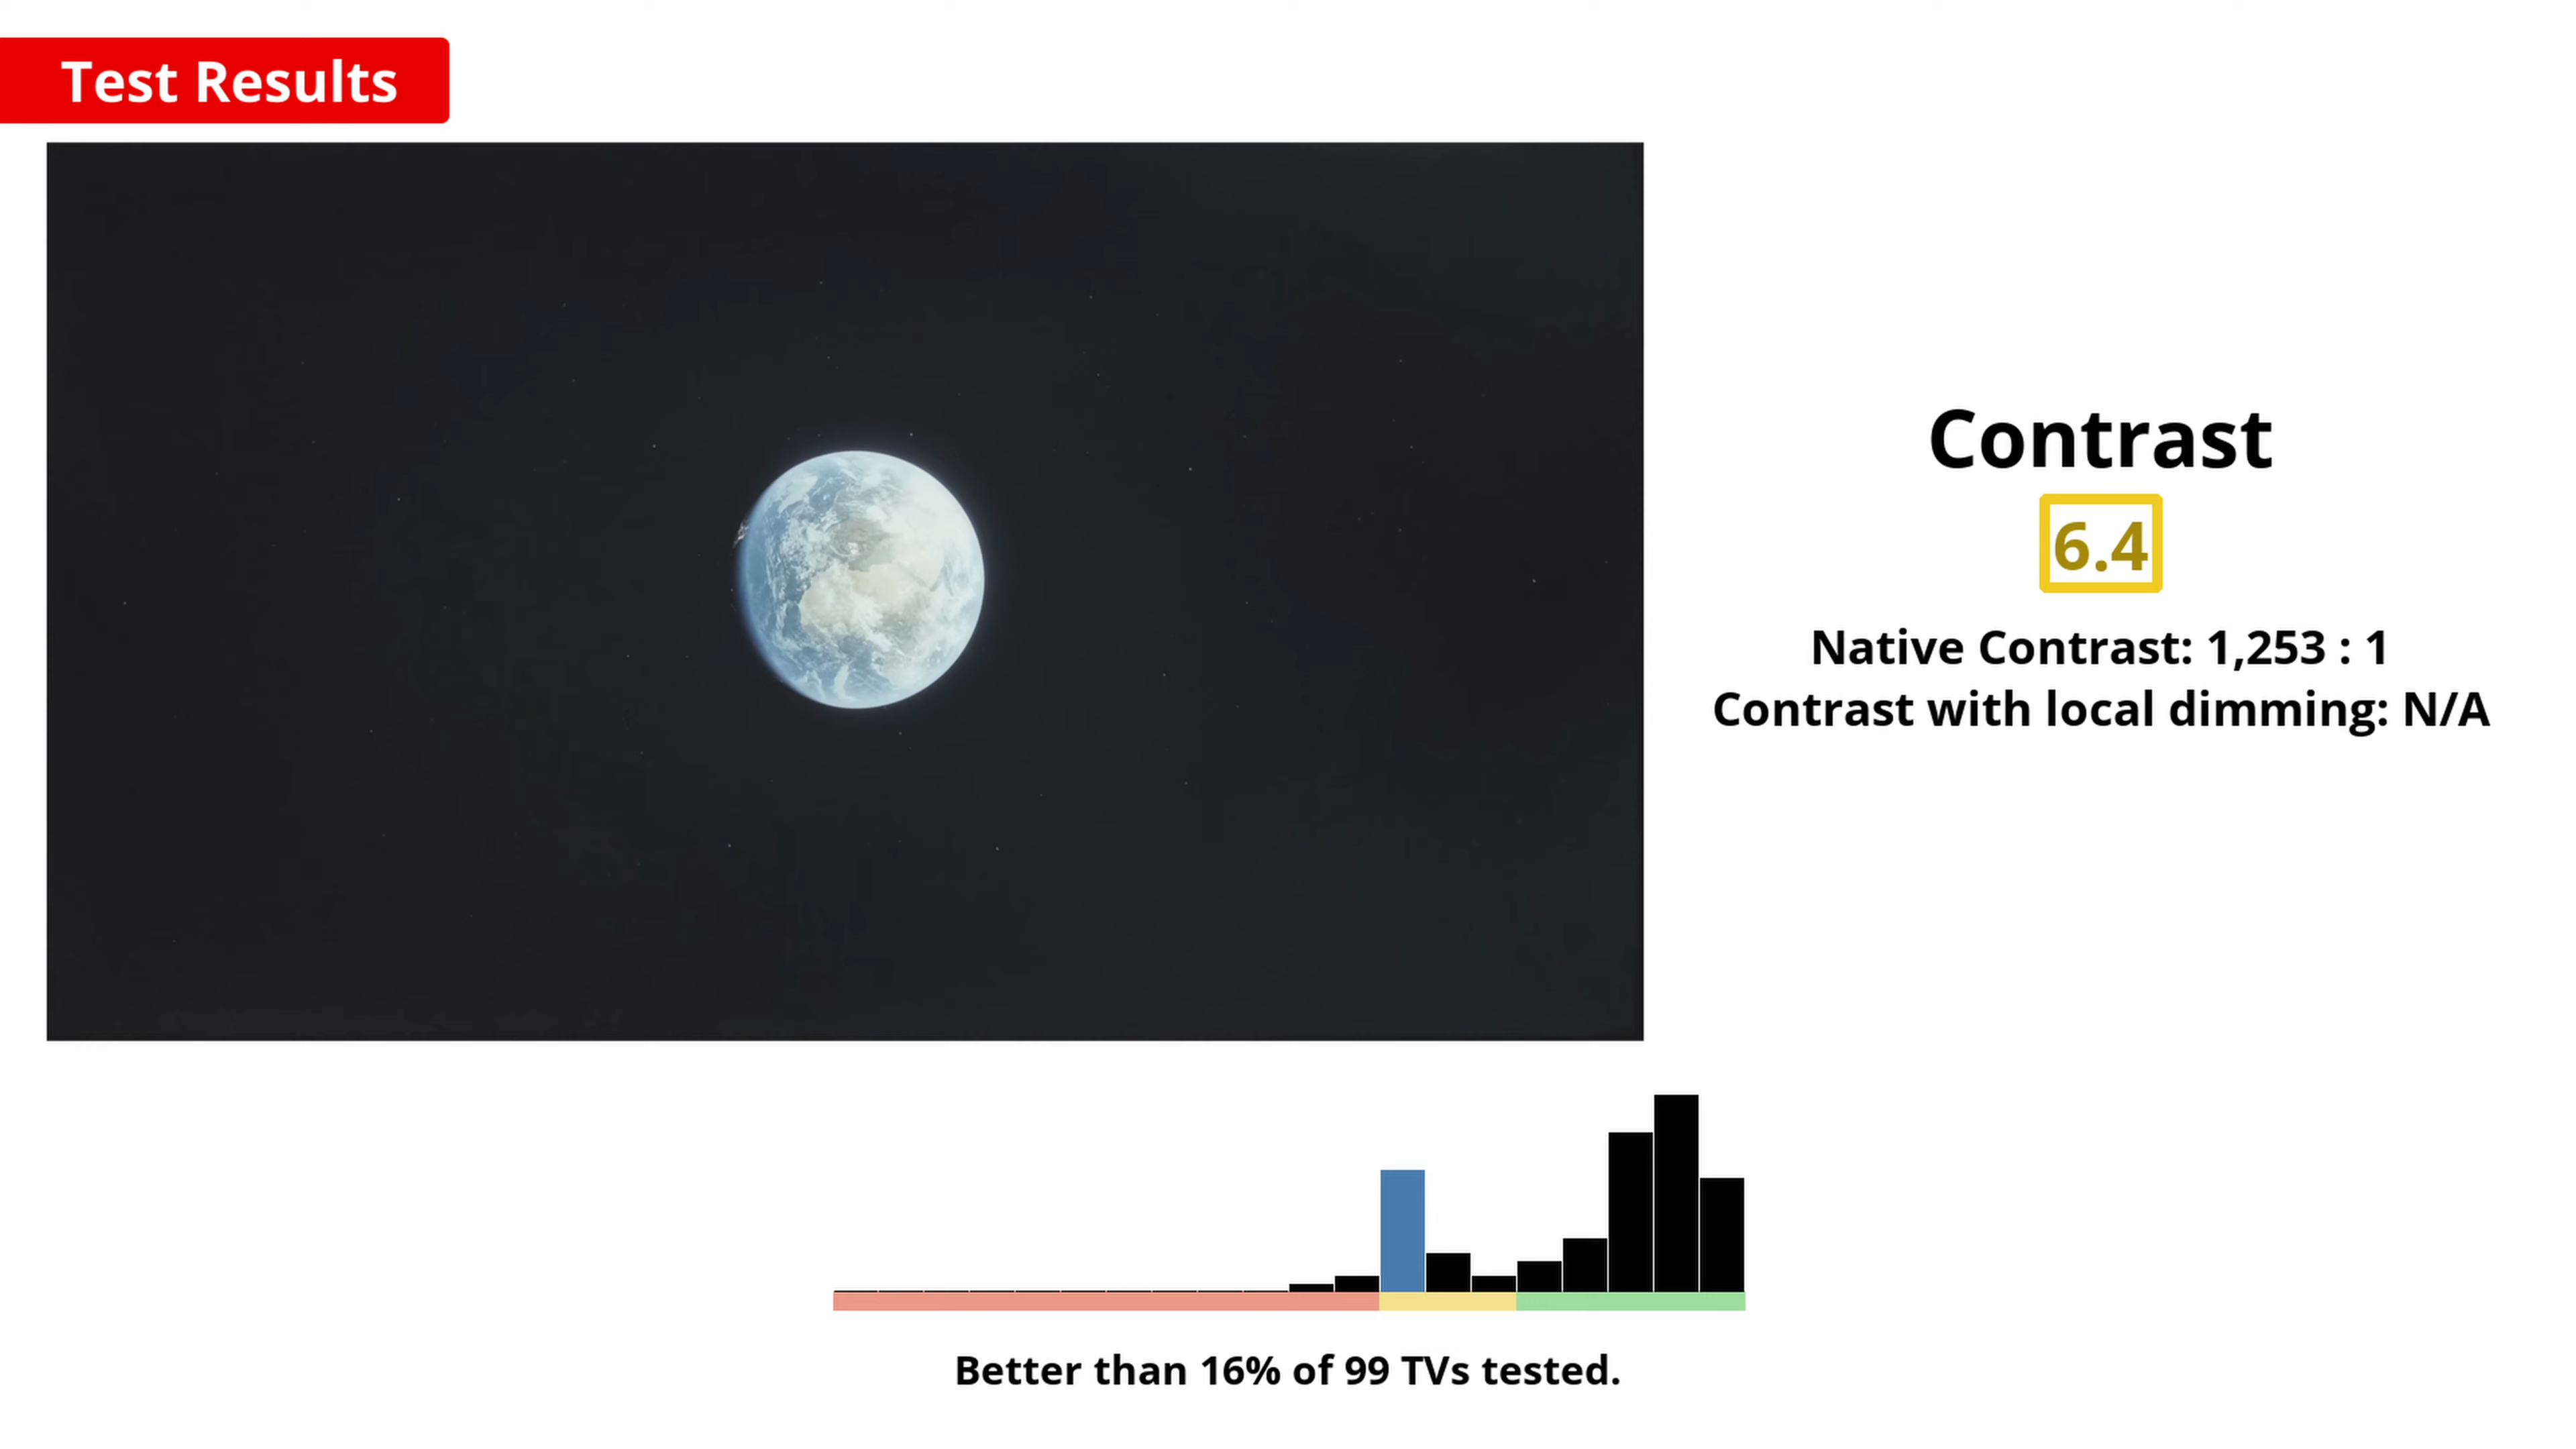 Test Results
Contrast
6.4
Native Contrast: 1,253 : 1
Contrast with local dimming: N/A
Better than 16% of 99 TVs tested.